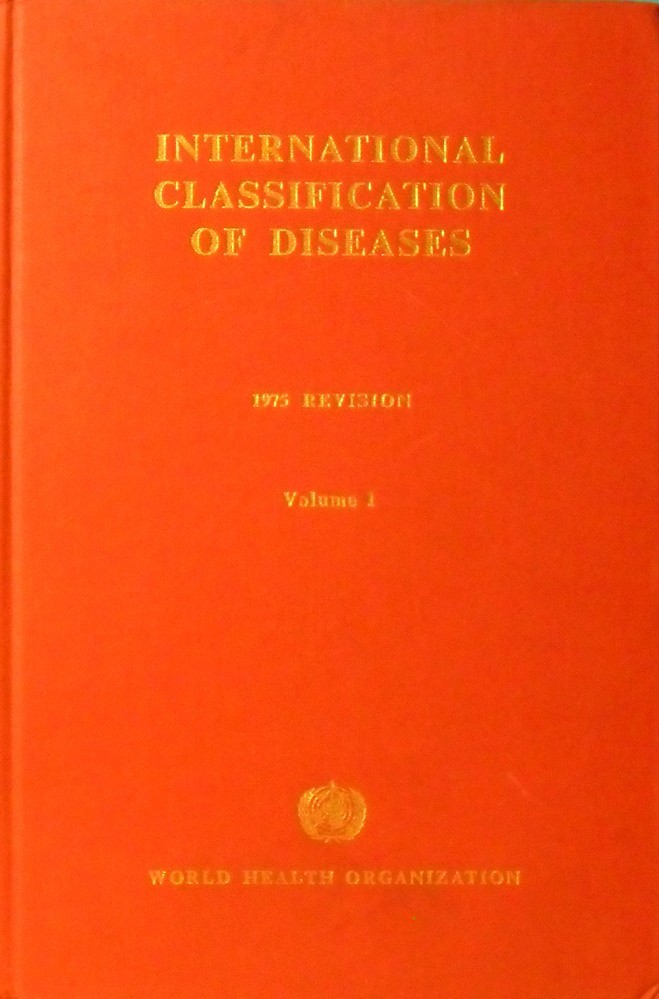 INTERNATIONAL
CLASSIFICATION
OF DISEASES
1975 REVISION
Volume 1
WORLD HEALTH ORGANIZATION